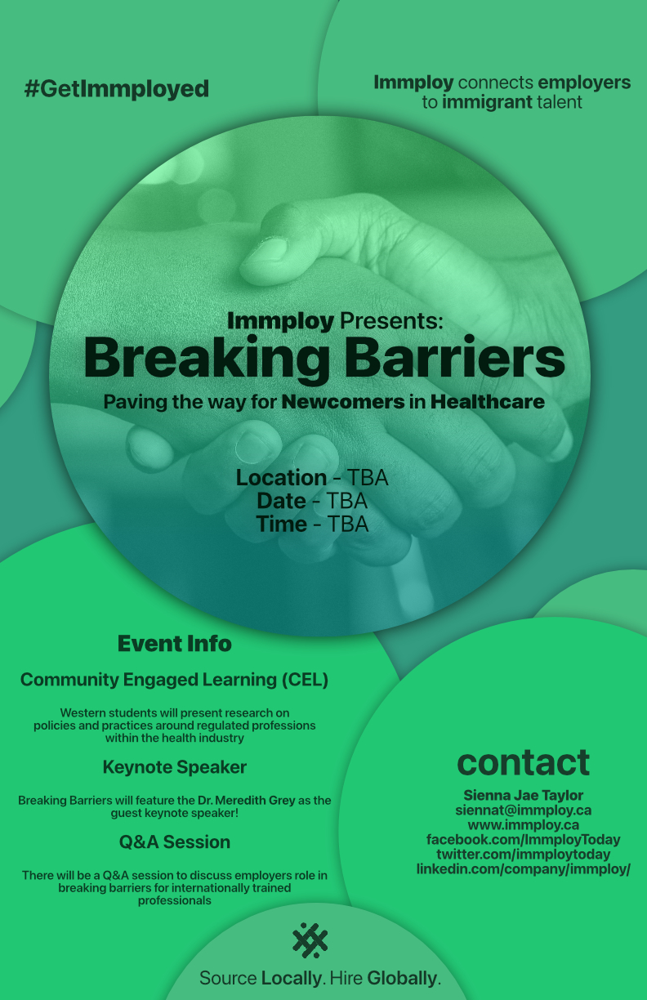 #GetImmployed
Immploy connects employers
to immigrant talent
Immploy Presents:
Breaking Barriers
Paving the way for Newcomers in Healthcare
Location - TBA
Date - TBA
Time - TBA
Event Info
Community Engaged Learning (CEL)
Western students will present research on
policies and practices around regulated professions
within the health industry
Keynote Speaker
Breaking Barriers will feature the Dr. Meredith Grey as the
guest keynote speaker!
Q&A Session
There will be a Q&A session to discuss employers role in
breaking barriers for internationally trained
professionals
contact
Sienna Jae Taylor
siennat@immploy.ca
www.immploy.ca
facebook.com/ImmployToday
twitter.com/immploytoday
linkedin.com/company/immploy/
Source Locally. Hire Globally.